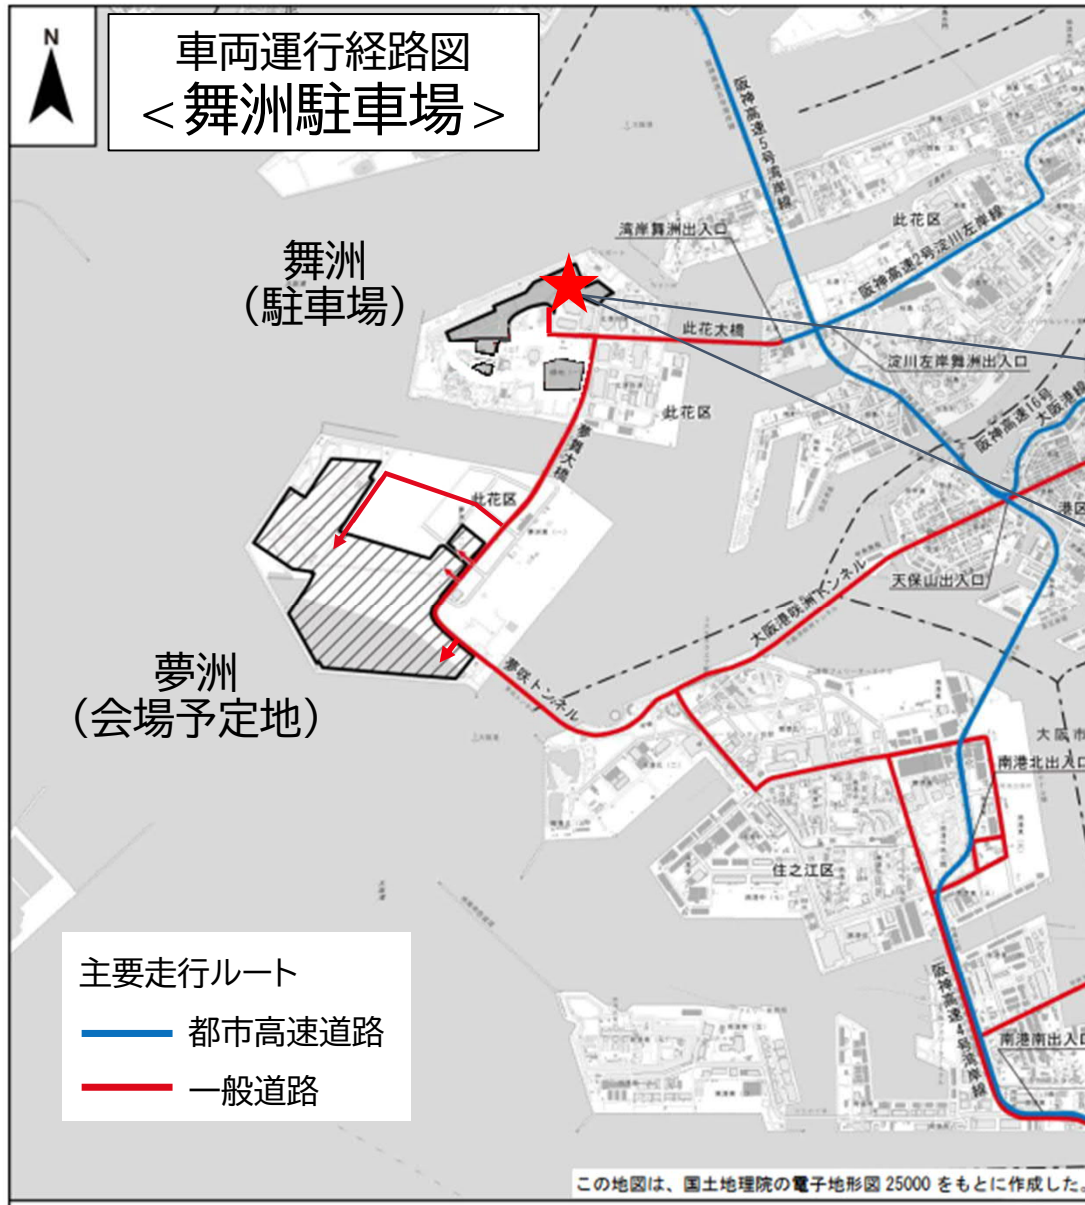 N
車両運行経路図
＜舞洲駐車場＞
阪神高速5号湾岸線
此花区
湾岸舞洲出入口
阪神高速2号淀川左岸線
舞洲
（駐車場）
此花大橋
淀川左岸舞洲出入口
此花区
阪神高速16号
大阪港線
夢舞大橋
此花区
港区
天保山出入口
大阪港咲洲トンネル
夢洲
（会場予定地）
夢咲トンネル
大阪市
南港北出入口
住之江区
主要走行ルート
都市高速道路
一般道路
阪神高速4号湾岸線
南港南出入口
この地図は、国土地理院の電子地形図 25000 をもとに作成した。